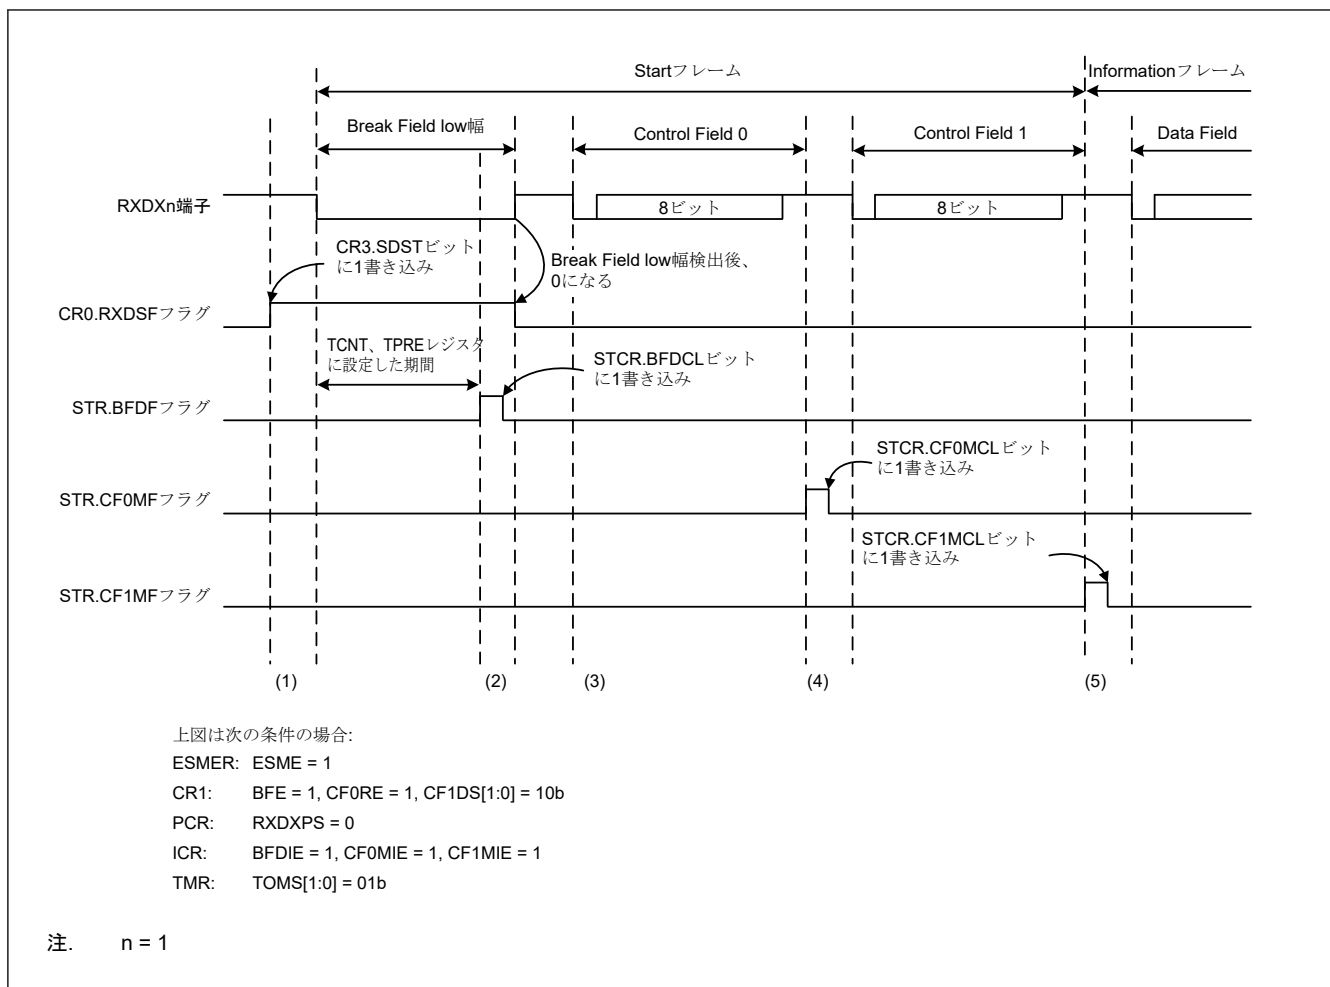 Startフレーム
Informationフレーム
Break Field low幅
Control Field 0
Control Field 1
Data Field
RXDXn端子
8ビット
8ビット
CR3.SDSTビット
に1書き込み
Break Field low幅検出後、
0になる
CR0.RXDSFフラグ
TCNT、TPREレジスタ
に設定した期間
STCR.BFDCLビット
に1書き込み
STR.BFDFフラグ
STCR.CF0MCLビット
に1書き込み
STR.CF0MFフラグ
STCR.CF1MCLビット
に1書き込み
STR.CF1MFフラグ
(1)
(2)
(3)
(4)
(5)
上図は次の条件の場合:
ESMER: ESME = 1
CR1: BFE = 1, CF0RE = 1, CF1DS[1:0] = 10b
PCR: RXDXPS = 0
ICR: BFDIE = 1, CF0MIE = 1, CF1MIE = 1
TMR: TOMS[1:0] = 01b
注. n = 1